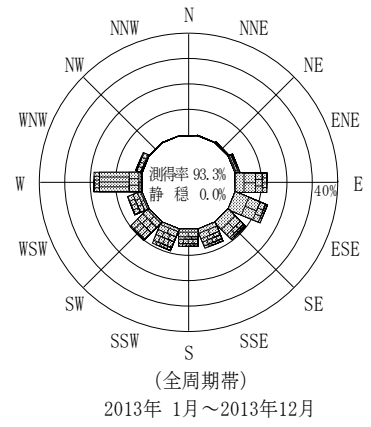 N
NNW NNE
NW NE
WNW ENE
測得率 93.3%
W 40% E
静 穏 0.0%
WSW ESE
SW SE
SSW SSE
S
(全周期帯)
2013年 1月～2013年12月